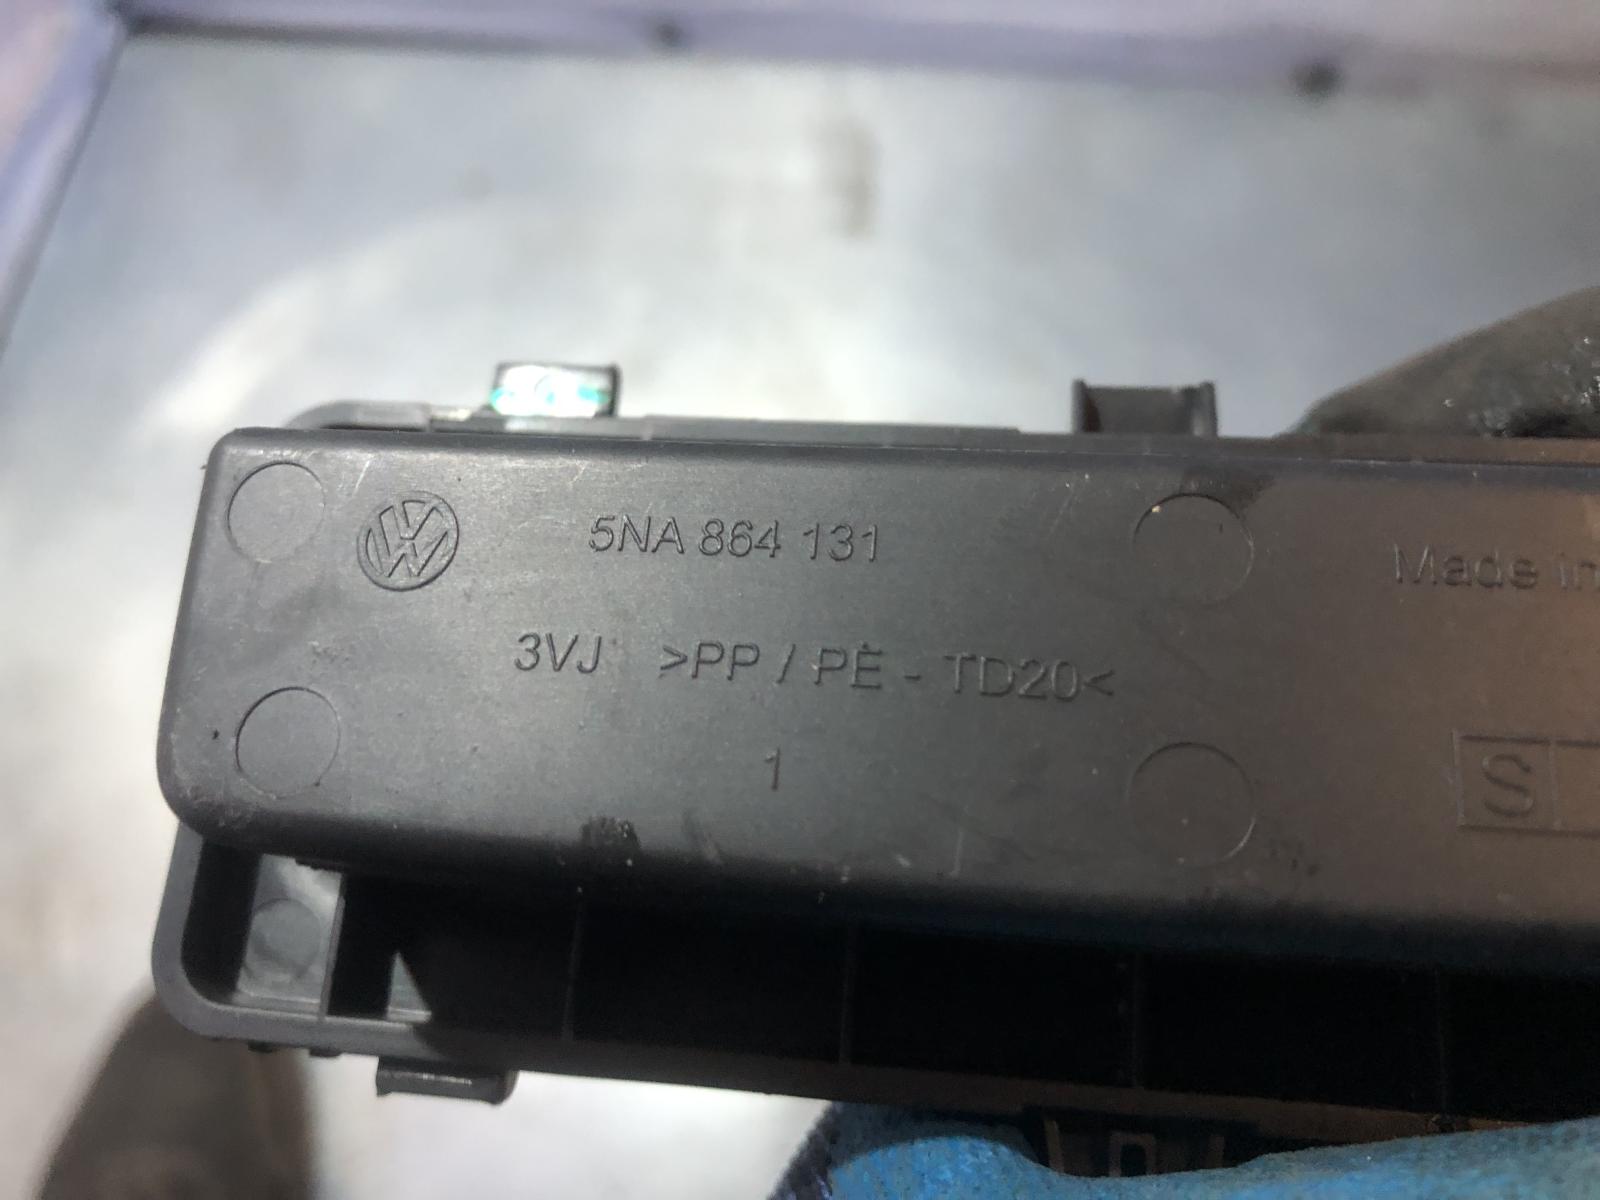 5NA 864 131
Made in
3VJ >PP / PE - TD20<
1
S